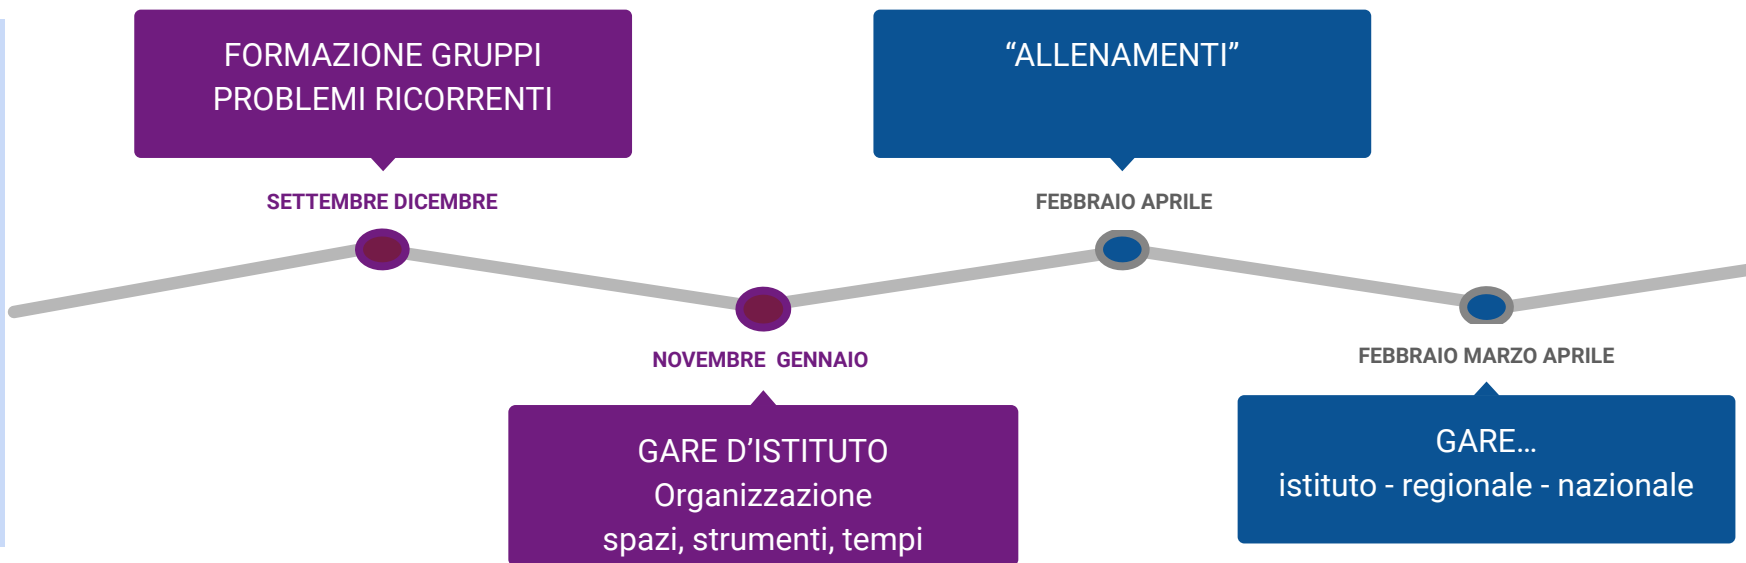 FORMAZIONE GRUPPI
PROBLEMI RICORRENTI
SETTEMBRE DICEMBRE
NOVEMBRE  GENNAIO
GARE D’ISTITUTO
Organizzazione
spazi, strumenti, tempi
“ALLENAMENTI”
FEBBRAIO APRILE
FEBBRAIO MARZO APRILE
GARE…
istituto - regionale - nazionale